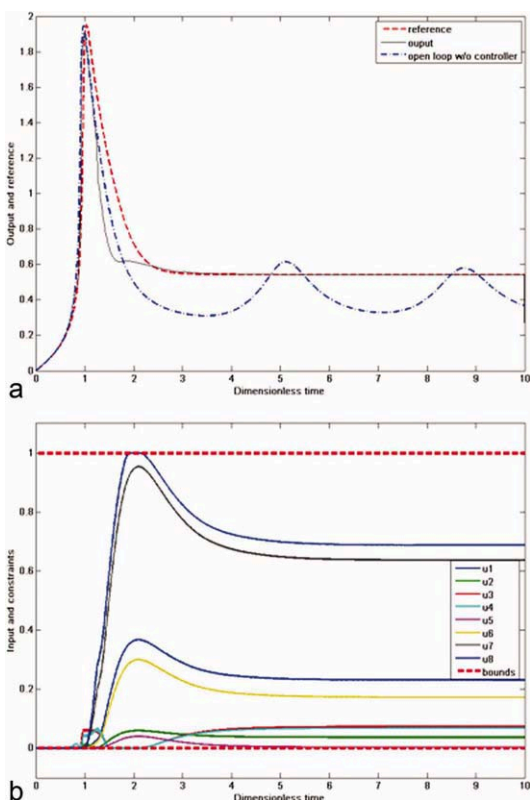 2
1.8
1.6
1.4
1.2
1
0.8
0.6
0.4
0.2
0
Output and reference
reference
ouput
open loop w/o controller
0 1 2 3 4 5 6 7 8 9 10
Dimensionless time
a
1
0.8
0.6
0.4
0.2
0
Input and constraints
u1
u2
u3
u4
u5
u6
u7
u8
bounds
0 1 2 3 4 5 6 7 8 9 10
Dimensionless time
b